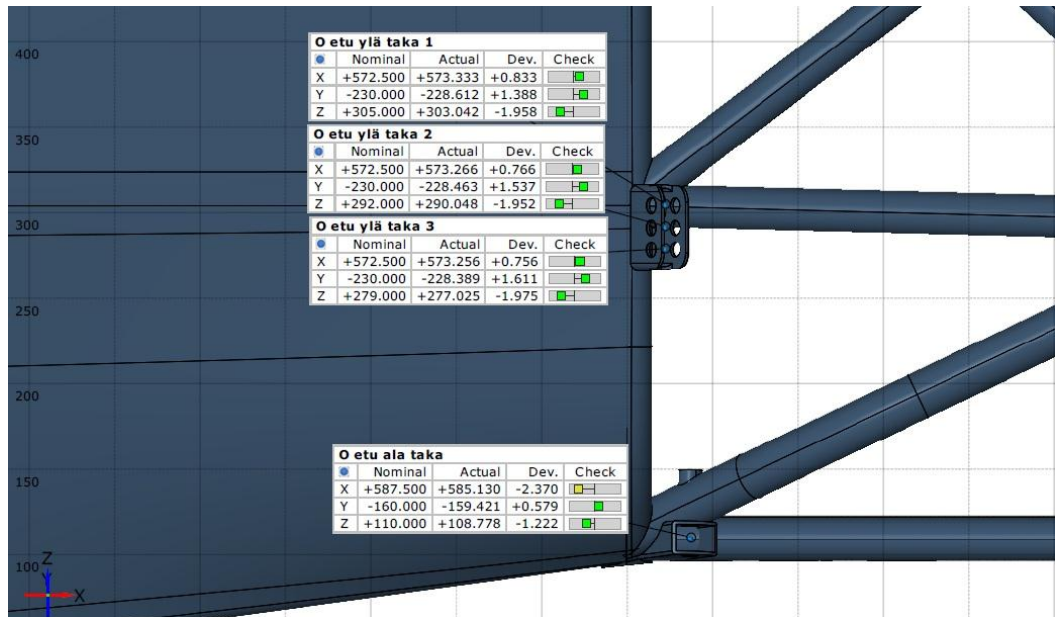 400
350
300
250
200
150
100
O etu ylä taka 1
Nominal Actual Dev. Check
X +572.500 +573.333 +0.833
Y -230.000 -228.612 +1.388
Z +305.000 +303.042 -1.958
O etu ylä taka 2
Nominal Actual Dev. Check
X +572.500 +573.266 +0.766
Y -230.000 -228.463 +1.537
Z +292.000 +290.048 -1.952
O etu ylä taka 3
Nominal Actual Dev. Check
X +572.500 +573.256 +0.756
Y -230.000 -228.389 +1.611
Z +279.000 +277.025 -1.975
O etu ala taka
Nominal Actual Dev. Check
X +587.500 +585.130 -2.370
Y -160.000 -159.421 +0.579
Z +110.000 +108.778 -1.222
Z
Y
X